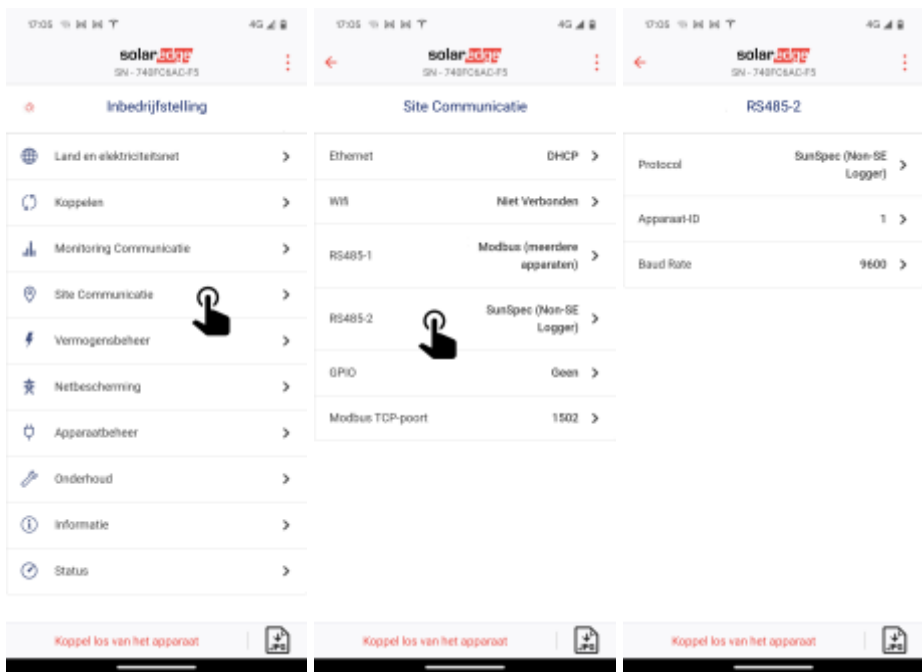 17:05
4G
solaredge
SN - 740FC6AC-F5
Inbedrijfstelling
Land en elektriciteitsnet
Koppelen
Monitoring Communicatie
Site Communicatie
Vermogensbeheer
Netbescherming
Apparaatbeheer
Onderhoud
Informatie
Status
Koppel los van het apparaat
JPG
17:05
4G
solaredge
SN - 740FC6AC-F5
Site Communicatie
Ethernet DHCP
Wifi Niet Verbonden
RS485-1 Modbus (meerdere
apparaten)
RS485-2 SunSpec (Non-SE
Logger)
GPIO Geen
Modbus TCP-poort 1502
Koppel los van het apparaat
JPG
17:05
4G
solaredge
SN - 740FC6AC-F5
RS485-2
Protocol SunSpec (Non-SE
Logger)
Apparaat-ID 1
Baud Rate 9600
Koppel los van het apparaat
JPG